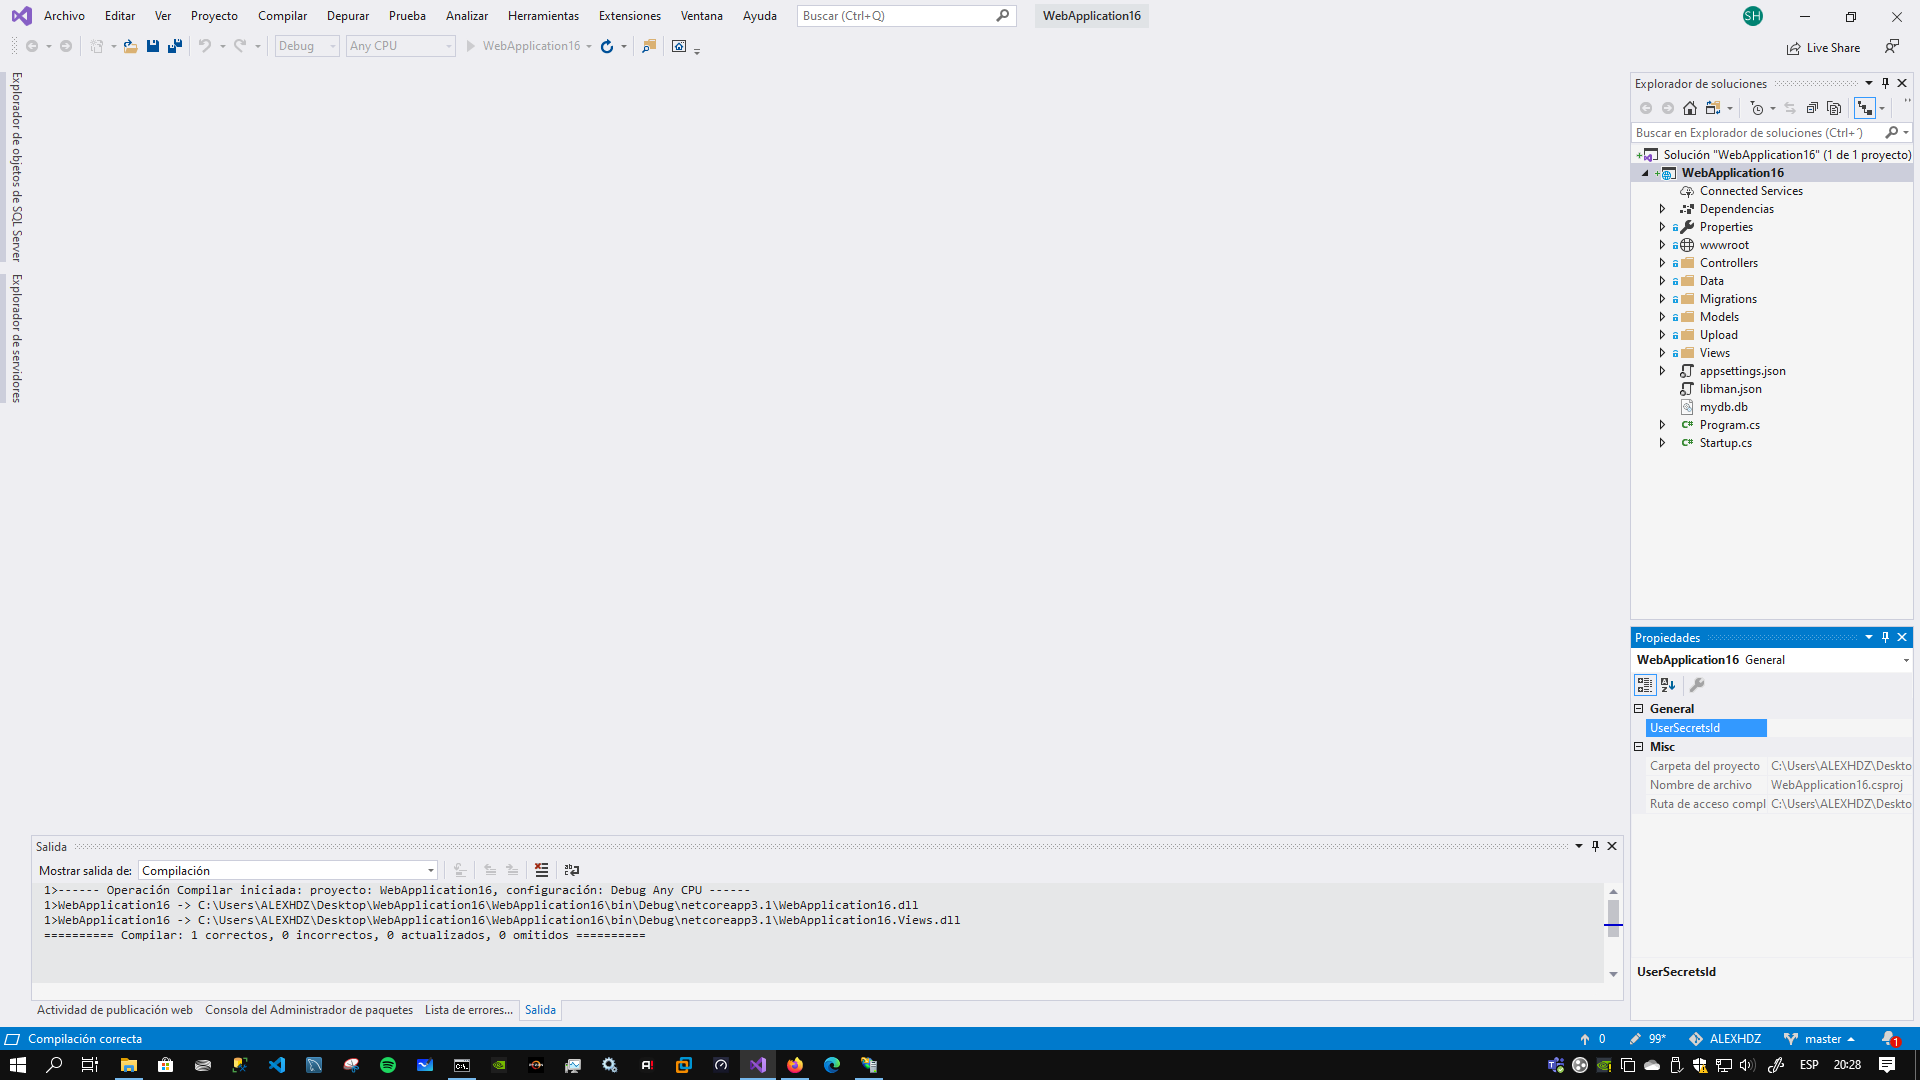 Archivo Editar Ver Proyecto Compilar Depurar Prueba Analizar Herramientas Extensiones Ventana Ayuda Buscar (Ctrl+Q) WebApplication16 SH
Debug Any CPU WebApplication16 Live Share
Explorador de objetos de SQL Server
Explorador de servidores
Explorador de soluciones
Buscar en Explorador de soluciones (Ctrl+´)
Solución "WebApplication16" (1 de 1 proyecto)
WebApplication16
Connected Services
Dependencias
Properties
wwwroot
Controllers
Data
Migrations
Models
Upload
Views
appsettings.json
libman.json
mydb.db
C# Program.cs
C# Startup.cs
Propiedades
WebApplication16 General
General
UserSecretsId
Misc
Carpeta del proyecto C:\Users\ALEXHDZ\Deskto
Nombre de archivo WebApplication16.csproj
Ruta de acceso compl C:\Users\ALEXHDZ\Deskto
UserSecretsId
Salida
Mostrar salida de: Compilación
1>------ Operación Compilar iniciada: proyecto: WebApplication16, configuración: Debug Any CPU ------
1>WebApplication16 -> C:\Users\ALEXHDZ\Desktop\WebApplication16\WebApplication16\bin\Debug\netcoreapp3.1\WebApplication16.dll
1>WebApplication16 -> C:\Users\ALEXHDZ\Desktop\WebApplication16\WebApplication16\bin\Debug\netcoreapp3.1\WebApplication16.Views.dll
========== Compilar: 1 correctos, 0 incorrectos, 0 actualizados, 0 omitidos ==========
Actividad de publicación web Consola del Administrador de paquetes Lista de errores... Salida
Compilación correcta 0 99* ALEXHDZ master 1
ESP 20:28